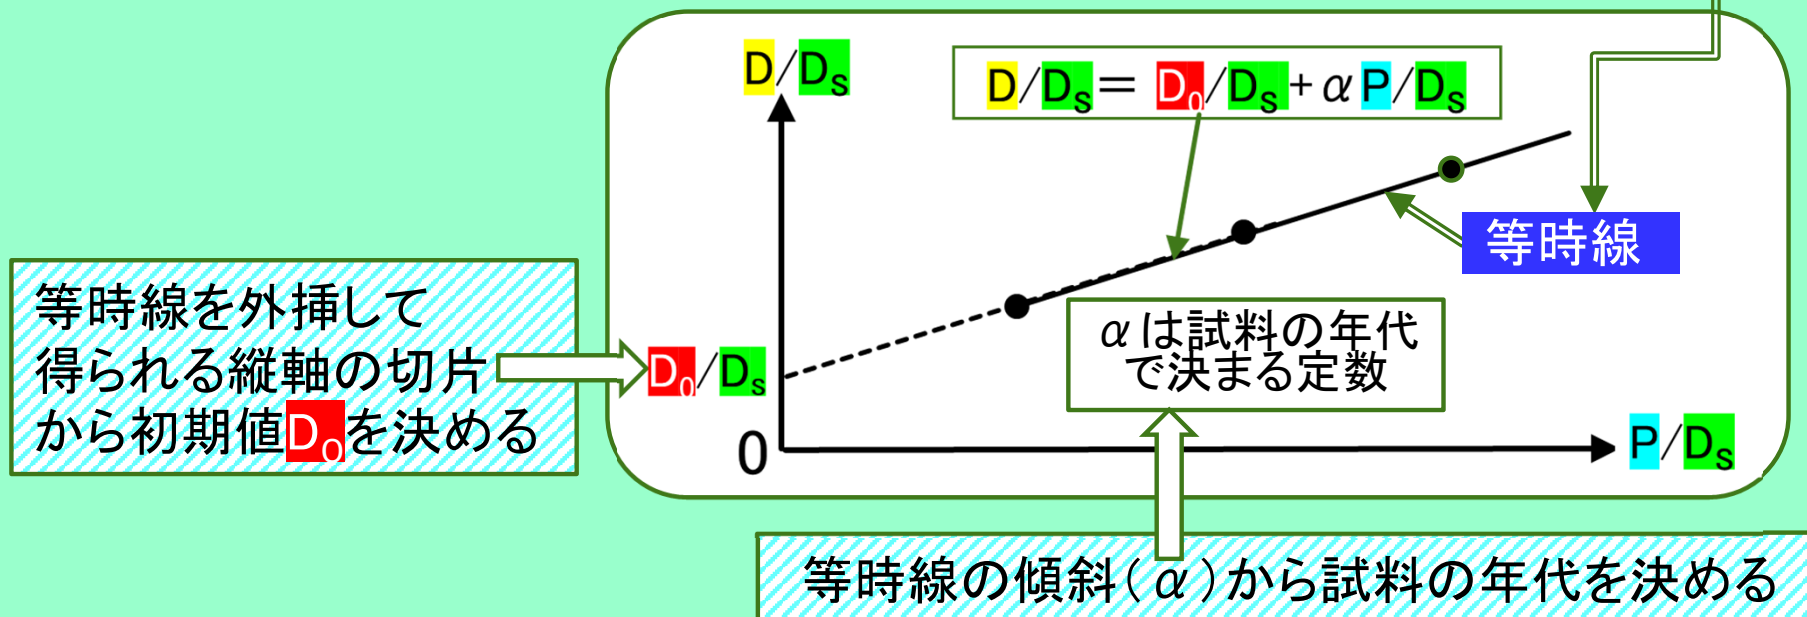 D/Ds
D/Ds＝ D₀/Ds+αP/Ds
等時線
等時線を外挿して
得られる縦軸の切片
から初期値D₀を決める
D₀/Ds
αは試料の年代
で決まる定数
0
P/Ds
等時線の傾斜(α)から試料の年代を決める